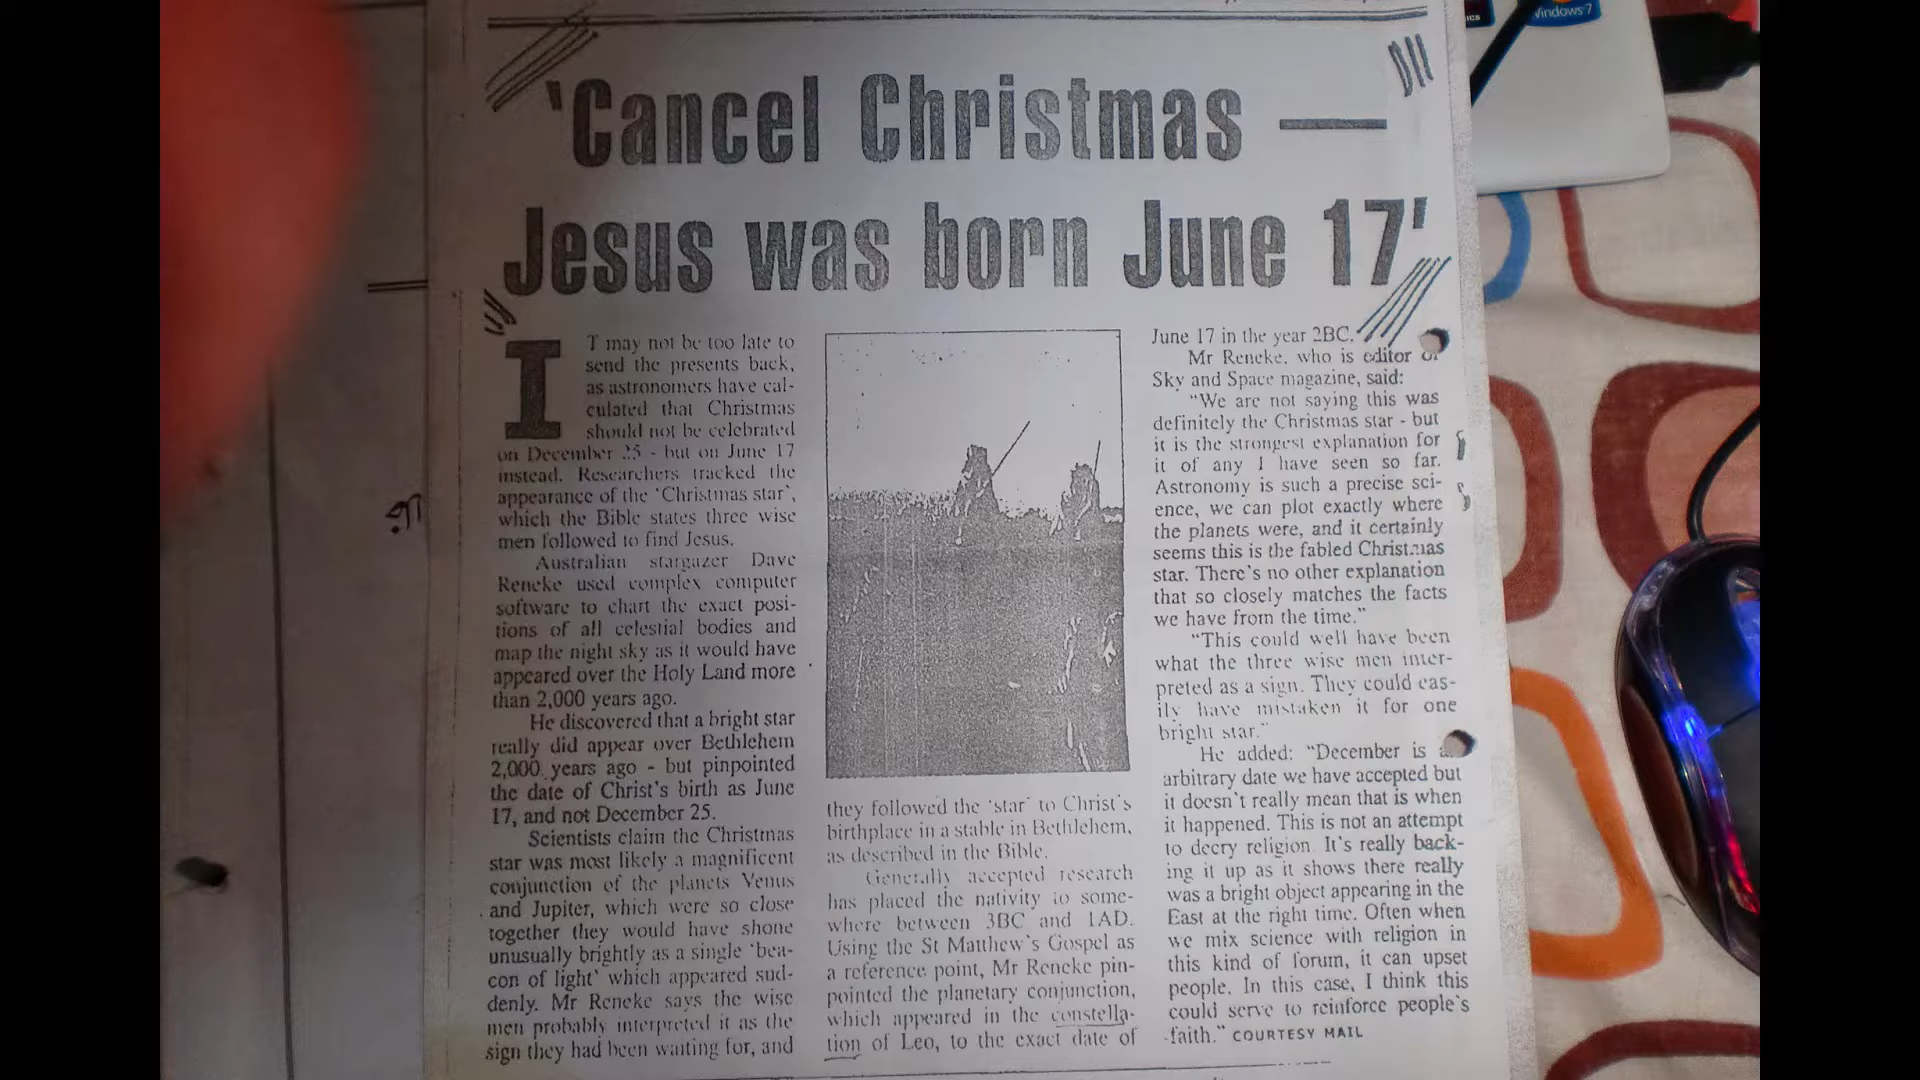 'Cancel Christmas —
Jesus was born June 17'
IT may not be too late to
send the presents back,
as astronomers have cal-
culated that Christmas
should not be celebrated
on December 25 - but on June 17
instead. Researchers tracked the
appearance of the 'Christmas star',
which the Bible states three wise
men followed to find Jesus.
Australian stargazer Dave
Reneke used complex computer
software to chart the exact posi-
tions of all celestial bodies and
map the night sky as it would have
appeared over the Holy Land more
than 2,000 years ago.
He discovered that a bright star
really did appear over Bethlehem
2,000 years ago - but pinpointed
the date of Christ's birth as June
17, and not December 25.
Scientists claim the Christmas
star was most likely a magnificent
conjunction of the planets Venus
and Jupiter, which were so close
together they would have shone
unusually brightly as a single 'bea-
con of light' which appeared sud-
denly. Mr Reneke says the wise
men probably interpreted it as the
sign they had been waiting for, and
they followed the 'star' to Christ's
birthplace in a stable in Bethlehem,
as described in the Bible.
Generally accepted research
has placed the nativity to some-
where between 3BC and 1AD.
Using the St Matthew's Gospel as
a reference point, Mr Reneke pin-
pointed the planetary conjunction,
which appeared in the constella-
tion of Leo, to the exact date of
June 17 in the year 2BC.
Mr Reneke, who is editor of
Sky and Space magazine, said:
"We are not saying this was
definitely the Christmas star - but
it is the strongest explanation for
it of any I have seen so far.
Astronomy is such a precise sci-
ence, we can plot exactly where
the planets were, and it certainly
seems this is the fabled Christmas
star. There's no other explanation
that so closely matches the facts
we have from the time."
"This could well have been
what the three wise men inter-
preted as a sign. They could eas-
ily have mistaken it for one
bright star."
He added: "December is
arbitrary date we have accepted but
it doesn't really mean that is when
it happened. This is not an attempt
to decry religion. It's really back-
ing it up as it shows there really
was a bright object appearing in the
East at the right time. Often when
we mix science with religion in
this kind of forum, it can upset
people. In this case, I think this
could serve to reinforce people's
faith." COURTESY MAIL
Windows 7